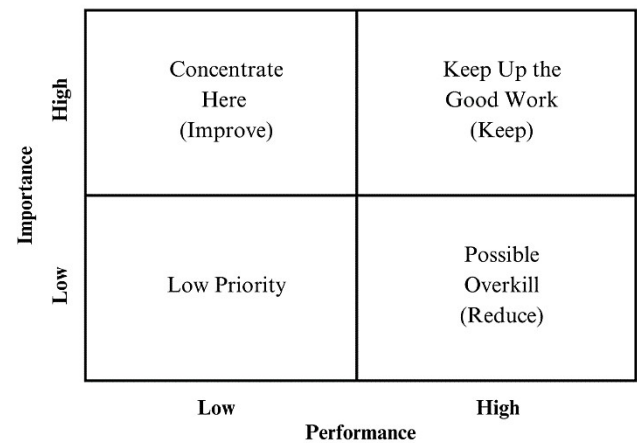 High
Concentrate
Here
(Improve)
Keep Up the
Good Work
(Keep)
Importance
Low
Low Priority
Possible
Overkill
(Reduce)
Low
High
Performance